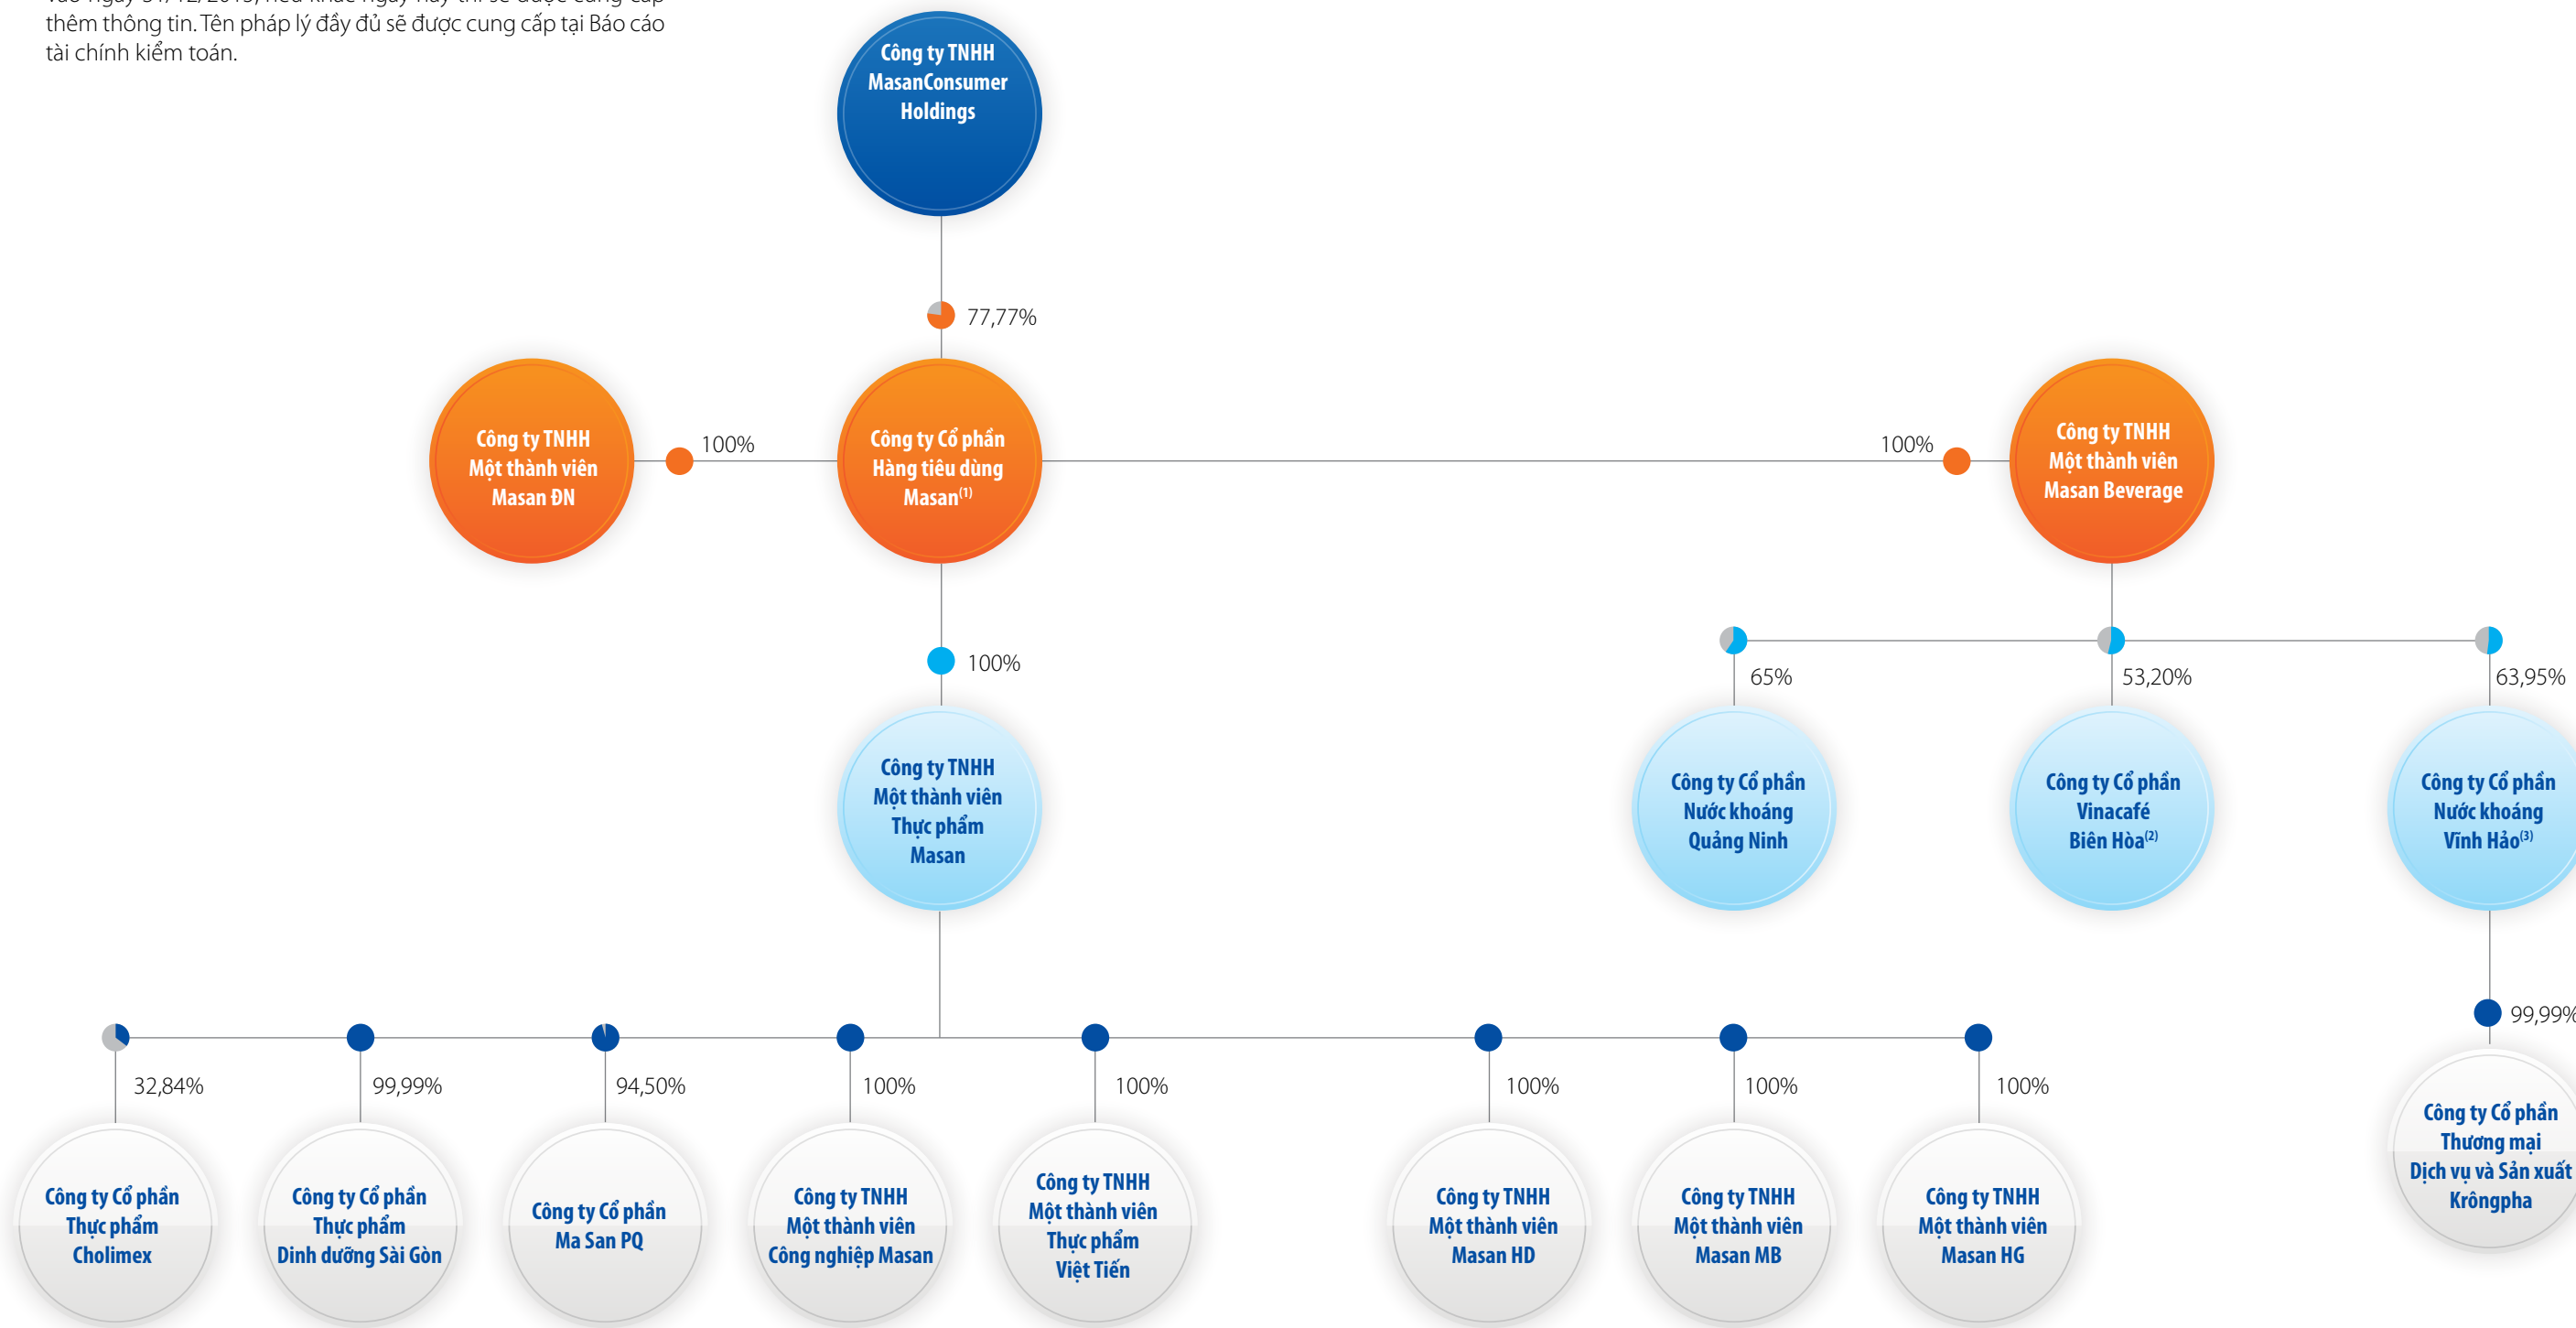 thêm thông tin. Tên pháp lý đầy đủ sẽ được cung cấp tại Báo cáo
tài chính kiểm toán.
Công ty TNHH
MasanConsumer
Holdings
77,77%
Công ty TNHH
Một thành viên
Masan ĐN
100%
Công ty Cổ phần
Hàng tiêu dùng
Masan(1)
100%
Công ty TNHH
Một thành viên
Masan Beverage
100%
65%
53,20%
63,95%
Công ty TNHH
Một thành viên
Thực phẩm
Masan
Công ty Cổ phần
Nước khoáng
Quảng Ninh
Công ty Cổ phần
Vinacafé
Biên Hòa(2)
Công ty Cổ phần
Nước khoáng
Vĩnh Hảo(3)
99,99%
32,84%
99,99%
94,50%
100%
100%
100%
100%
100%
Công ty Cổ phần
Thực phẩm
Cholimex
Công ty Cổ phần
Thực phẩm
Dinh dưỡng Sài Gòn
Công ty Cổ phần
Ma San PQ
Công ty TNHH
Một thành viên
Công nghiệp Masan
Công ty TNHH
Một thành viên
Thực phẩm
Việt Tiến
Công ty TNHH
Một thành viên
Masan HD
Công ty TNHH
Một thành viên
Masan MB
Công ty TNHH
Một thành viên
Masan HG
Công ty Cổ phần
Thương mại
Dịch vụ và Sản xuất
Krôngpha